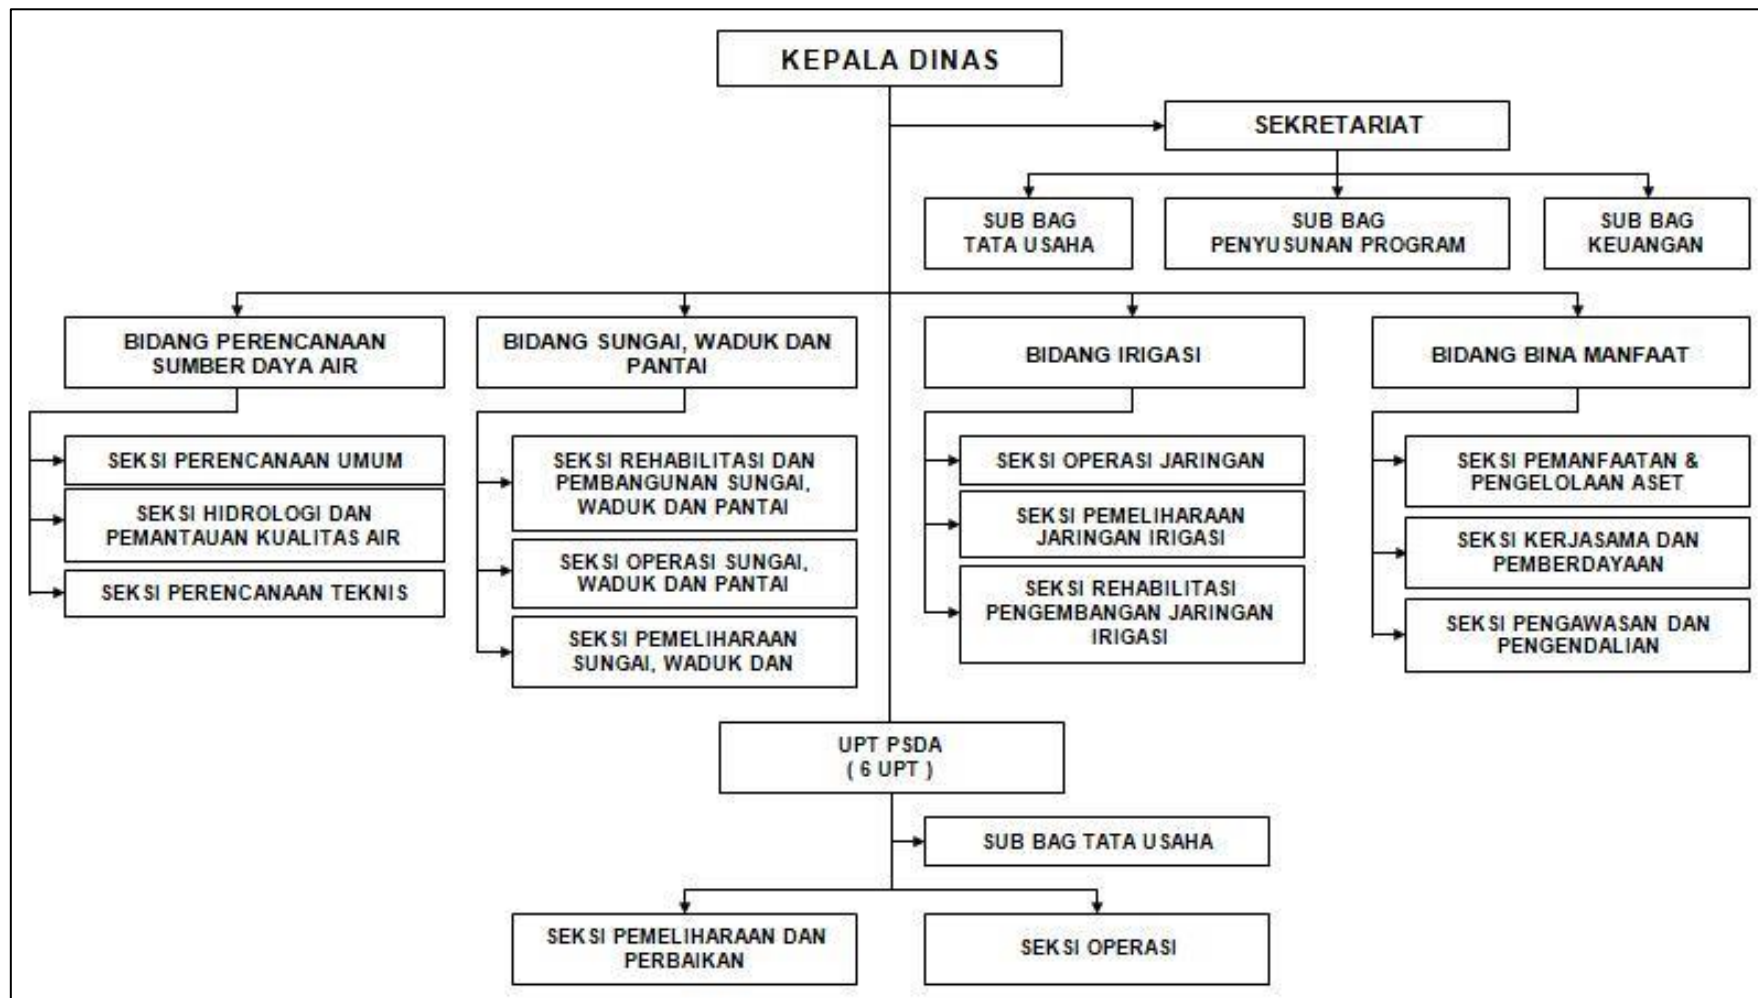 KEPALA DINAS
SEKRETARIAT
SUB BAG
TATA USAHA
SUB BAG
PENYUSUNAN PROGRAM
SUB BAG
KEUANGAN
BIDANG PERENCANAAN
SUMBER DAYA AIR
BIDANG SUNGAI, WADUK DAN
PANTAI
BIDANG IRIGASI
BIDANG BINA MANFAAT
SEKSI PERENCANAAN UMUM
SEKSI HIDROLOGI DAN
PEMANTAUAN KUALITAS AIR
SEKSI PERENCANAAN TEKNIS
SEKSI REHABILITASI DAN
PEMBANGUNAN SUNGAI,
WADUK DAN PANTAI
SEKSI OPERASI SUNGAI,
WADUK DAN PANTAI
SEKSI PEMELIHARAAN
SUNGAI, WADUK DAN
SEKSI OPERASI JARINGAN
SEKSI PEMELIHARAAN
JARINGAN IRIGASI
SEKSI REHABILITASI
PENGEMBANGAN JARINGAN
IRIGASI
SEKSI PEMANFAATAN &
PENGELOLAAN ASET
SEKSI KERJASAMA DAN
PEMBERDAYAAN
SEKSI PENGAWASAN DAN
PENGENDALIAN
UPT PSDA
( 6 UPT )
SUB BAG TATA USAHA
SEKSI PEMELIHARAAN DAN
PERBAIKAN
SEKSI OPERASI